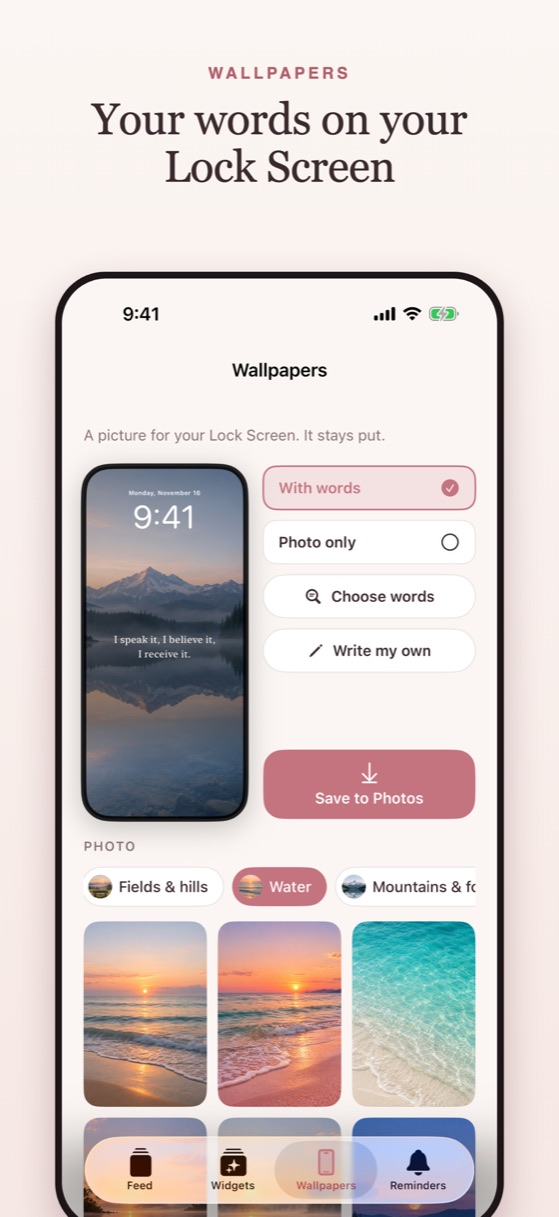 WALLPAPERS
Your words on your
Lock Screen
9:41
Wallpapers
A picture for your Lock Screen. It stays put.
Monday, November 16
9:41
I speak it, I believe it,
I receive it.
With words
Photo only
Choose words
Write my own
Save to Photos
PHOTO
Fields & hills
Water
Mountains & fo
Feed
Widgets
Wallpapers
Reminders